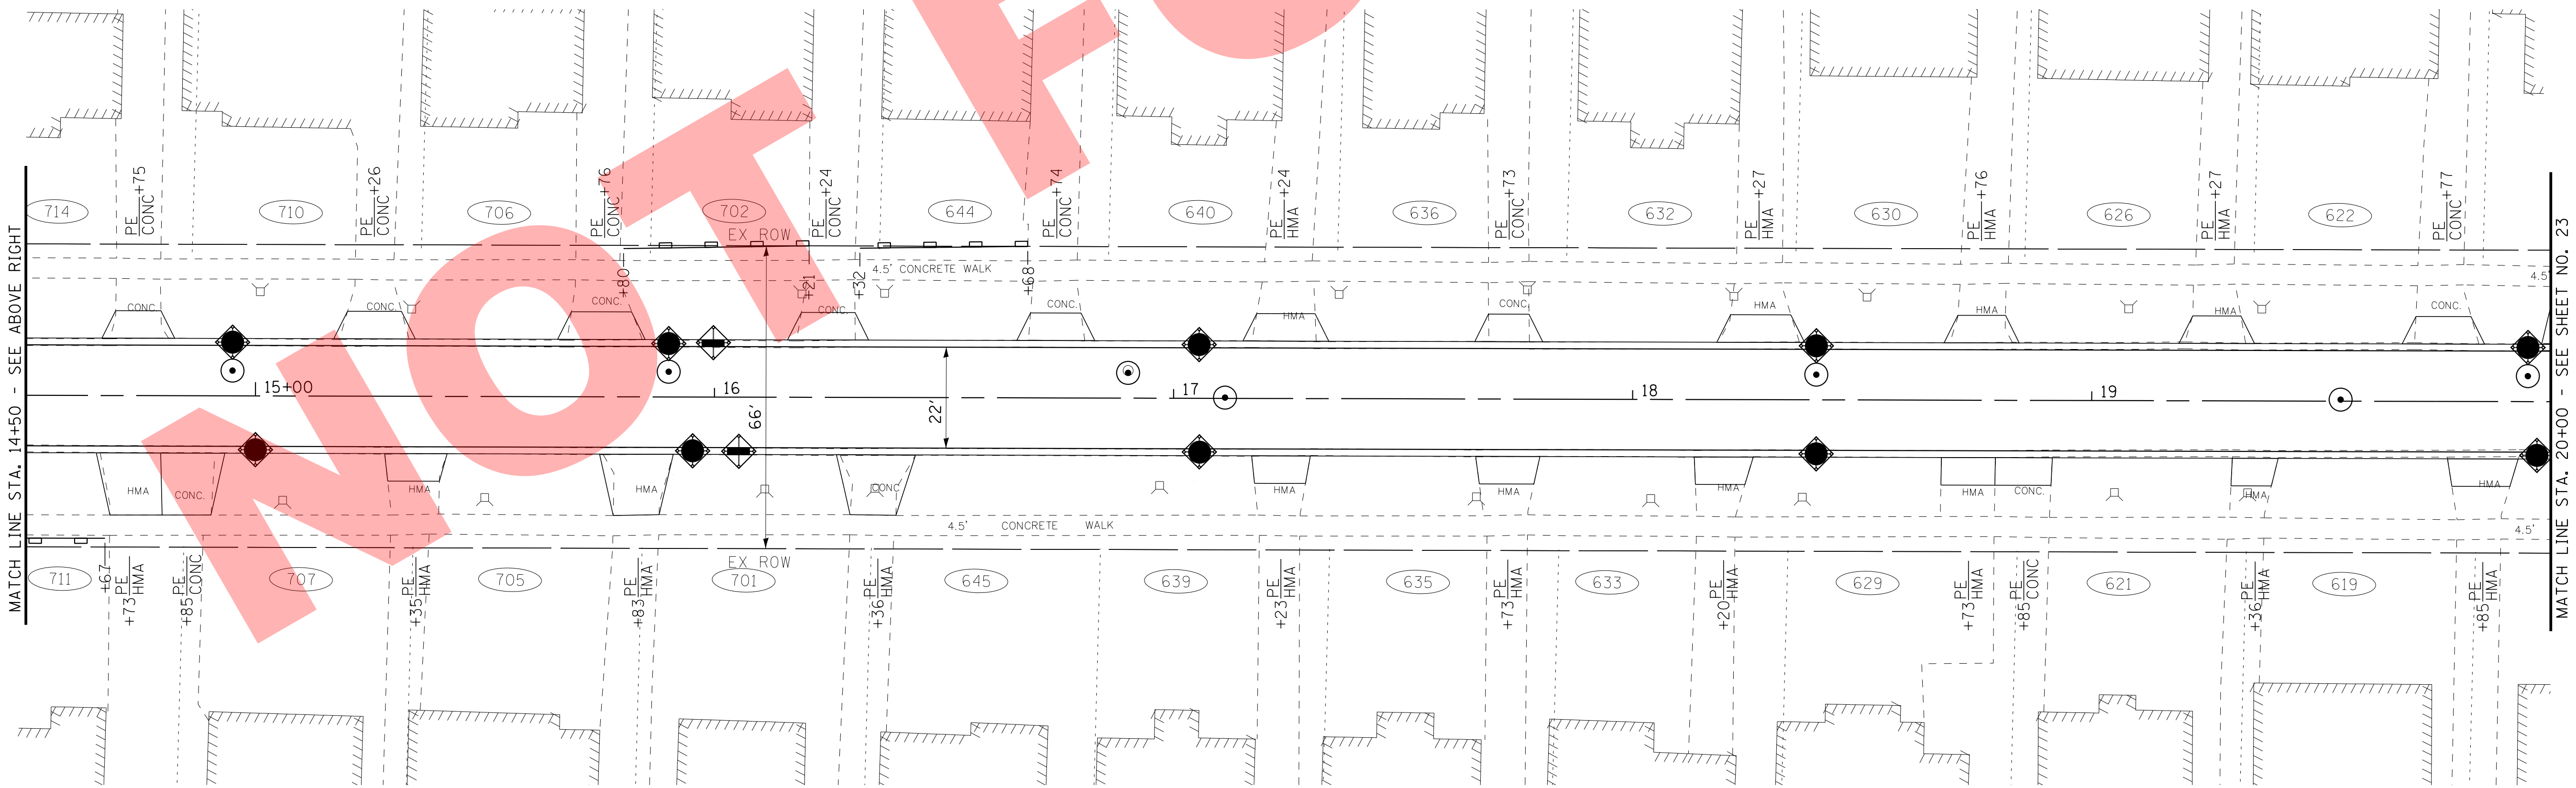 MATCH LINE STA. 14+50 - SEE ABOVE RIGHT
714
PE CONC +75
710
PE CONC +26
706
PE CONC +76
702
PE CONC +24
644
PE CONC +74
640
PE HMA +24
636
PE CONC +73
632
PE HMA +27
630
PE HMA +76
626
PE HMA +27
622
PE CONC +77
EX ROW
+80
+21
+32
+68
4.5' CONCRETE WALK
4.5'
CONC.
CONC.
CONC.
CONC.
CONC.
HMA
CONC.
HMA
HMA
HMA
CONC.
15+00
16
17
18
19
66'
22'
HMA
CONC.
HMA
HMA
CONC
HMA
HMA
HMA
HMA
CONC.
HMA
HMA
4.5' CONCRETE WALK
4.5'
EX ROW
711
+67
+73 PE HMA
+85 PE CONC
707
+35 PE HMA
705
+83 PE HMA
701
+36 PE HMA
645
639
+23 PE HMA
635
+73 PE HMA
633
+20 PE HMA
629
+73 PE HMA
+85 PE CONC
621
+36 PE HMA
619
+85 PE HMA
MATCH LINE STA. 20+00 - SEE SHEET NO. 23
NOT FO